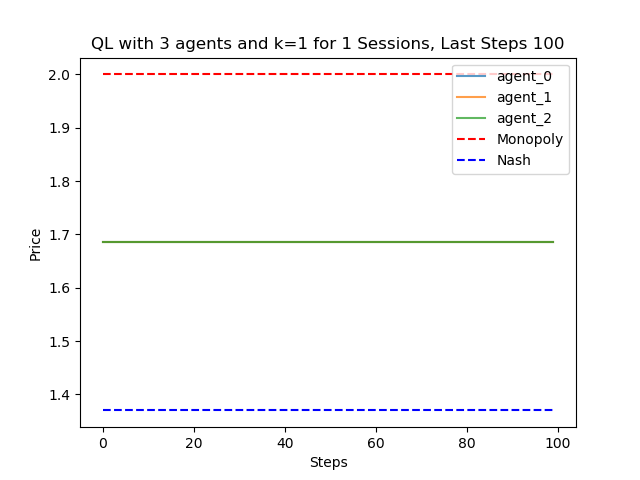 QL with 3 agents and k=1 for 1 Sessions, Last Steps 100
agent_0
agent_1
agent_2
Monopoly
Nash
Price
2.0
1.9
1.8
1.7
1.6
1.5
1.4
0
20
40
60
80
100
Steps